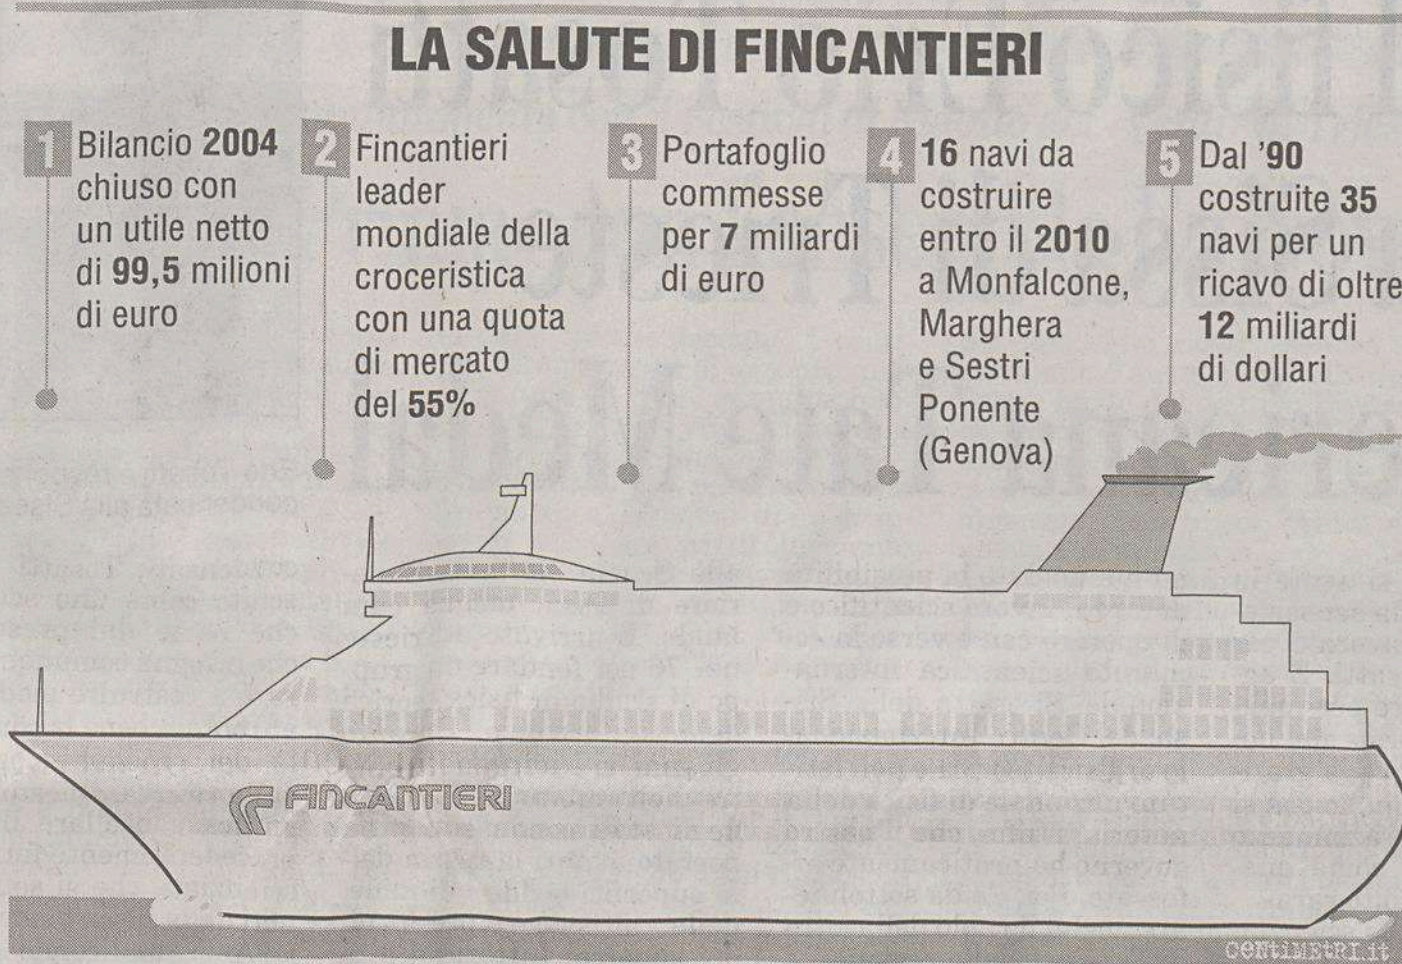 LA SALUTE DI FINCANTIERI
1 Bilancio 2004
chiuso con
un utile netto
di 99,5 milioni
di euro
2 Fincantieri
leader
mondiale della
croceristica
con una quota
di mercato
del 55%
3 Portafoglio
commesse
per 7 miliardi
di euro
4 16 navi da
costruire
entro il 2010
a Monfalcone,
Marghera
e Sestri
Ponente
(Genova)
5 Dal '90
costruite 35
navi per un
ricavo di oltre
12 miliardi
di dollari
FINCANTIERI
CENTIMETRI.it